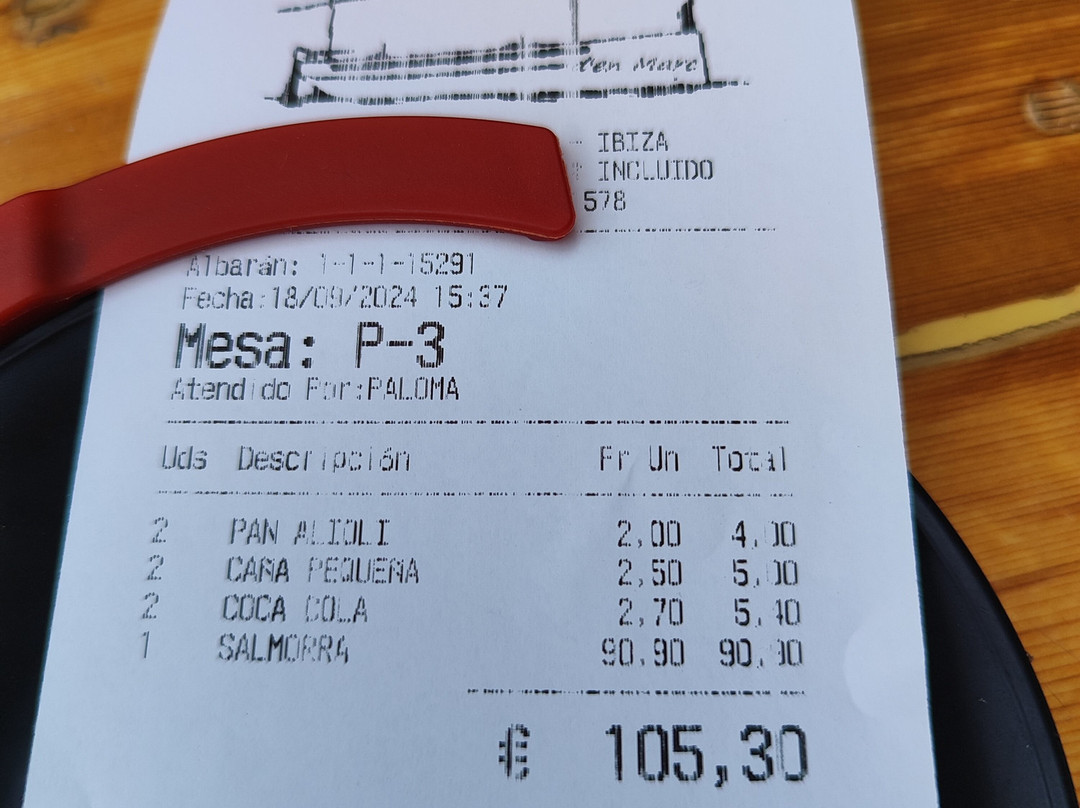 IBIZA
INCLUIDO
578
Albarán: 1-1-1-15291
Fecha:18/09/2024 15:37
Mesa: P-3
Atendido Por:PALOMA
Uds Descripción Pr Un Total
2 PAN ALIOLI 2,00 4,00
2 CAÑA PEQUEÑA 2,50 5,00
2 COCA COLA 2,70 5,40
1 SALMORRA 90,90 90,90
€ 105,30